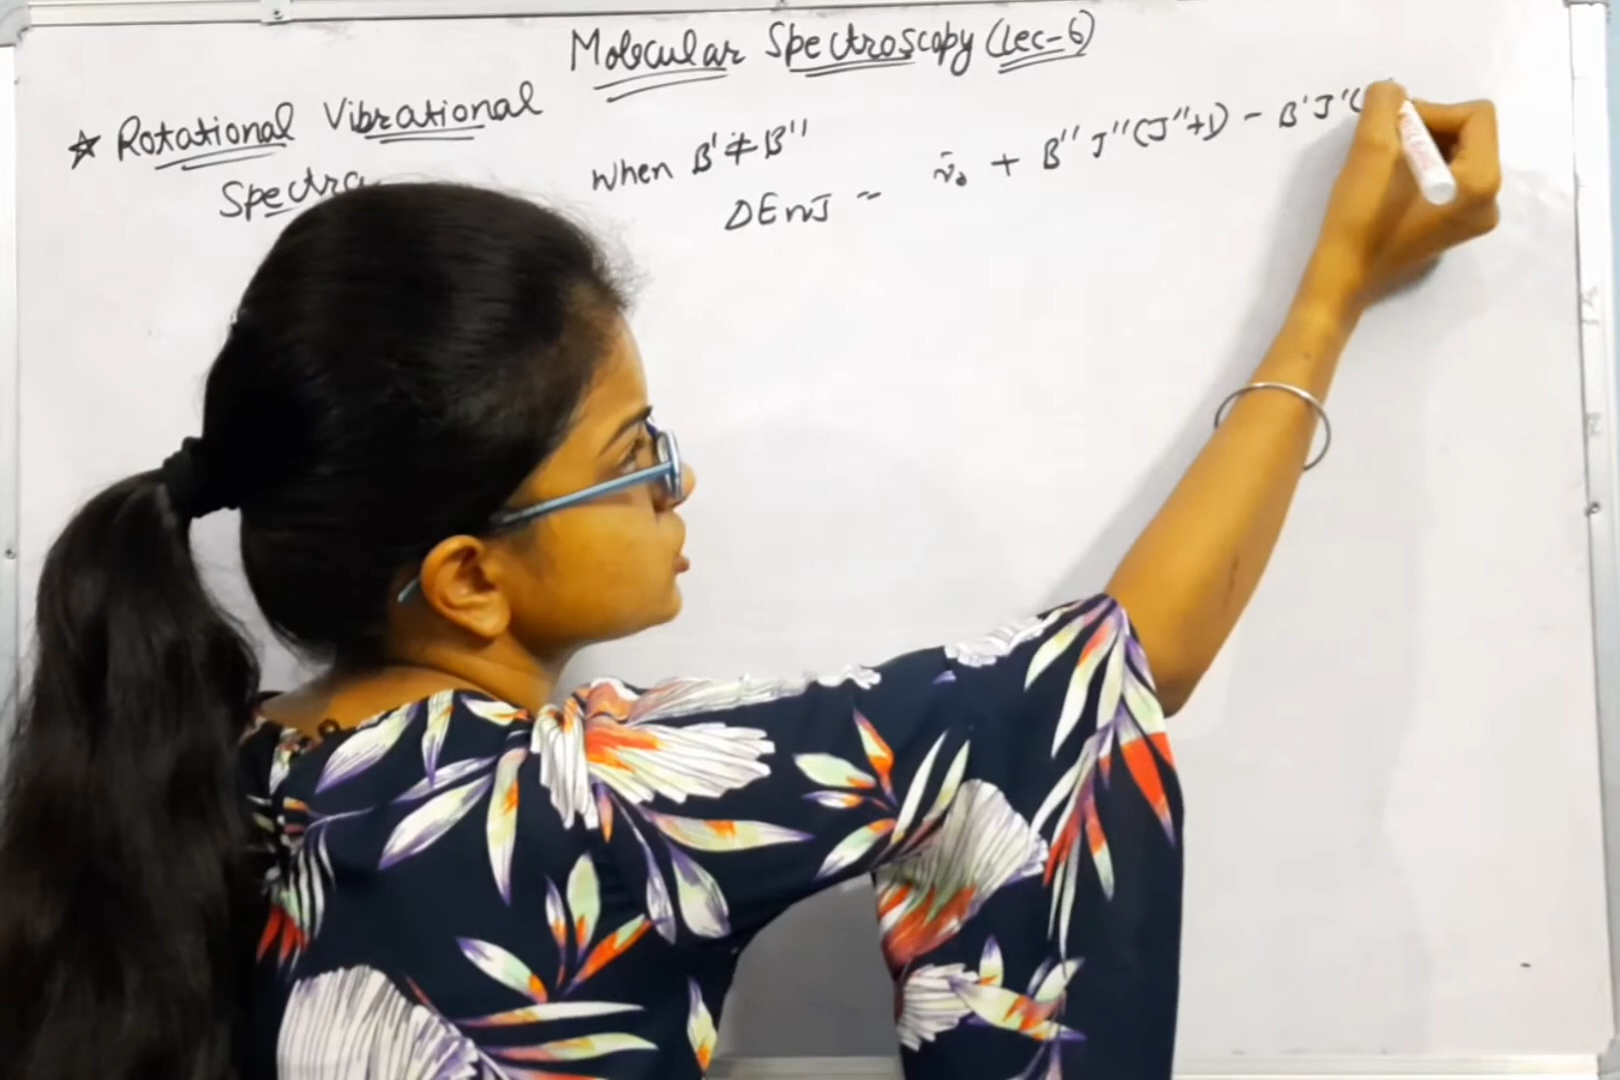 Molecular Spectroscopy (Lec-6)
☆ Rotational Vibrational
Spectra
When B' ≠ B''
ΔEνJ = ν̄₀ + B'' J'' (J''+1) - B' J' (